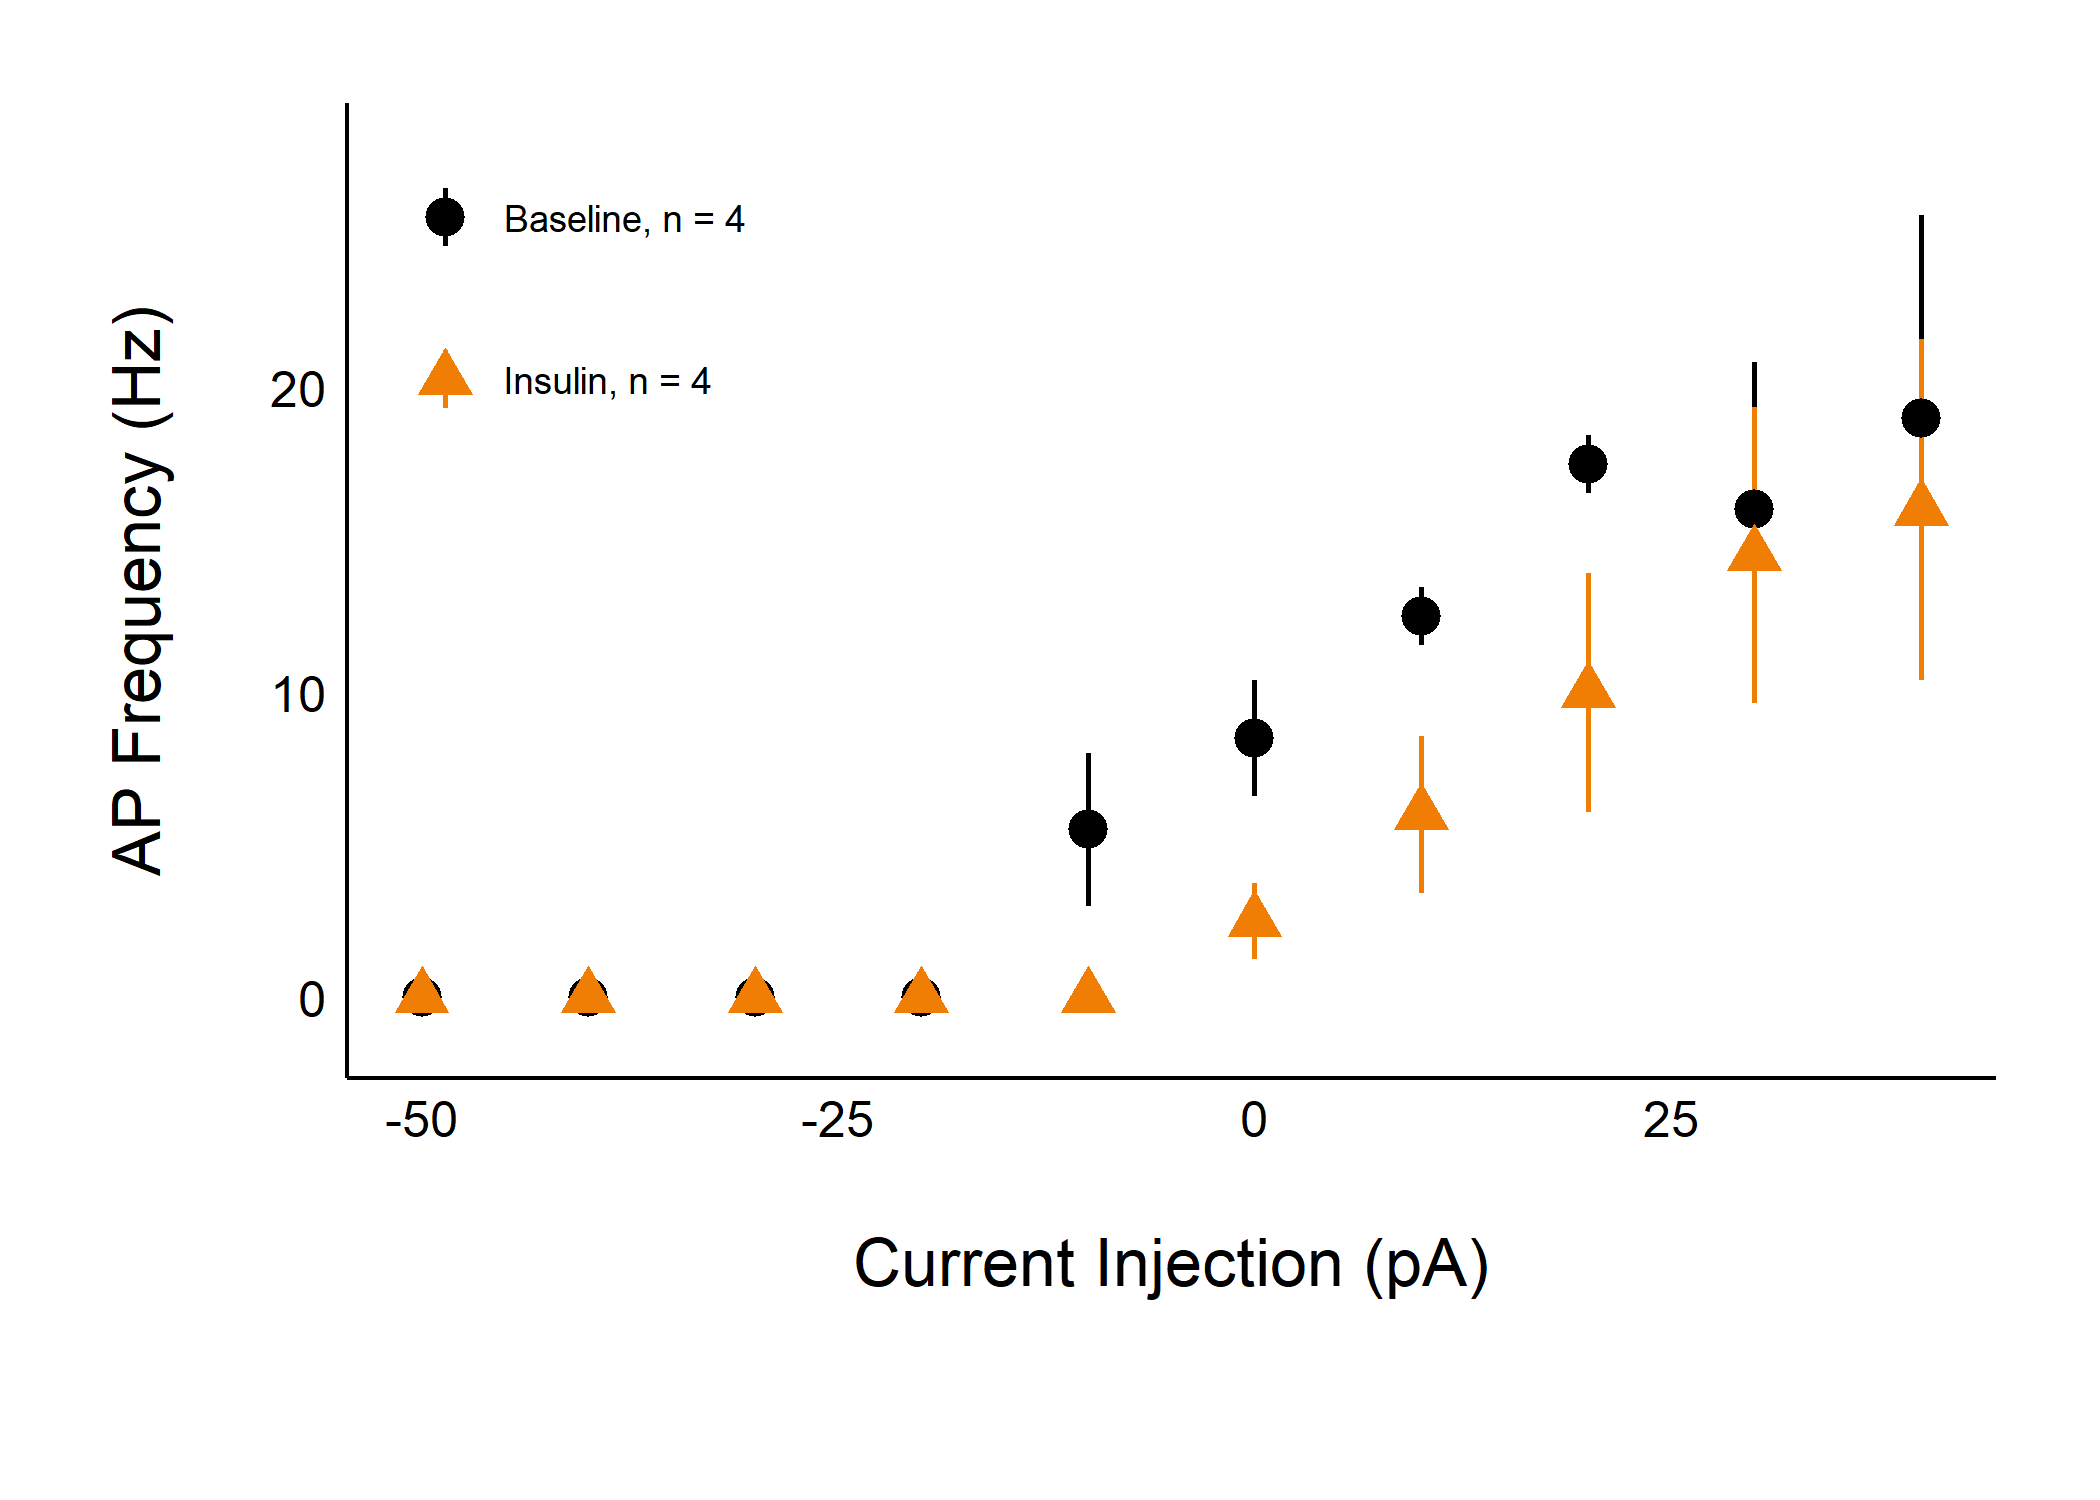 Baseline, n = 4
Insulin, n = 4
AP Frequency (Hz)
20
10
0
-50 -25 0 25
Current Injection (pA)